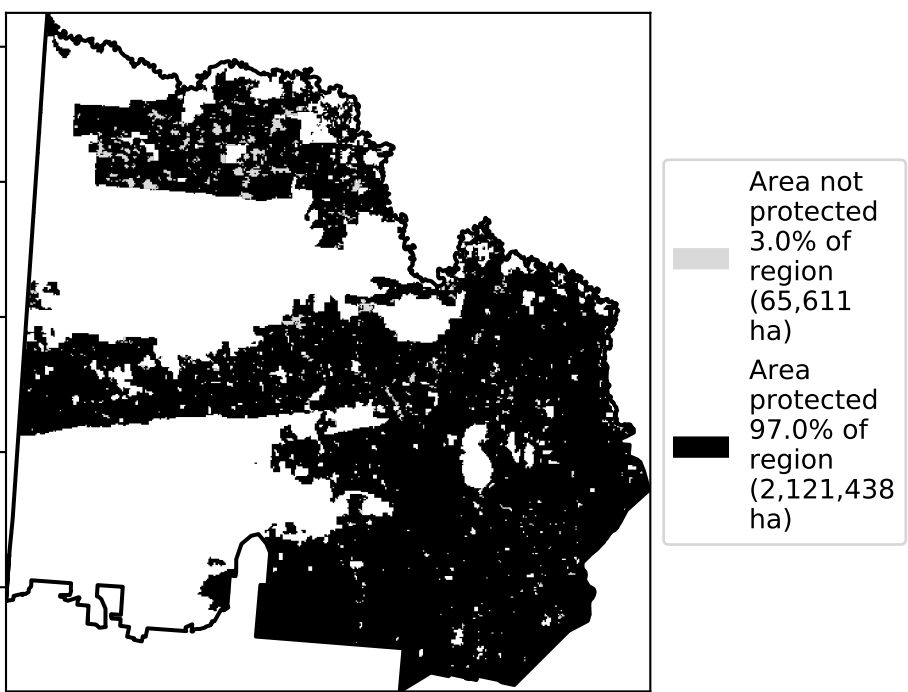 Area not
protected
3.0% of
region
(65,611
ha)
Area
protected
97.0% of
region
(2,121,438
ha)